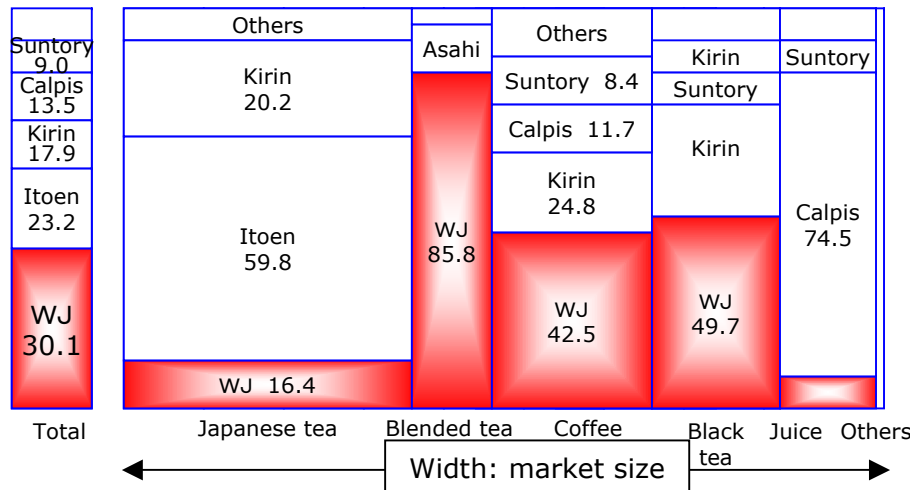 Suntory
9.0
Calpis
13.5
Kirin
17.9
Itoen
23.2
WJ
30.1
Total
Others
Kirin
20.2
Itoen
59.8
WJ 16.4
Japanese tea
Asahi
WJ
85.8
Blended tea
Others
Suntory 8.4
Calpis 11.7
Kirin
24.8
WJ
42.5
Coffee
Kirin
Suntory
Kirin
WJ
49.7
Black
tea
Suntory
Calpis
74.5
Juice
Others
Width: market size